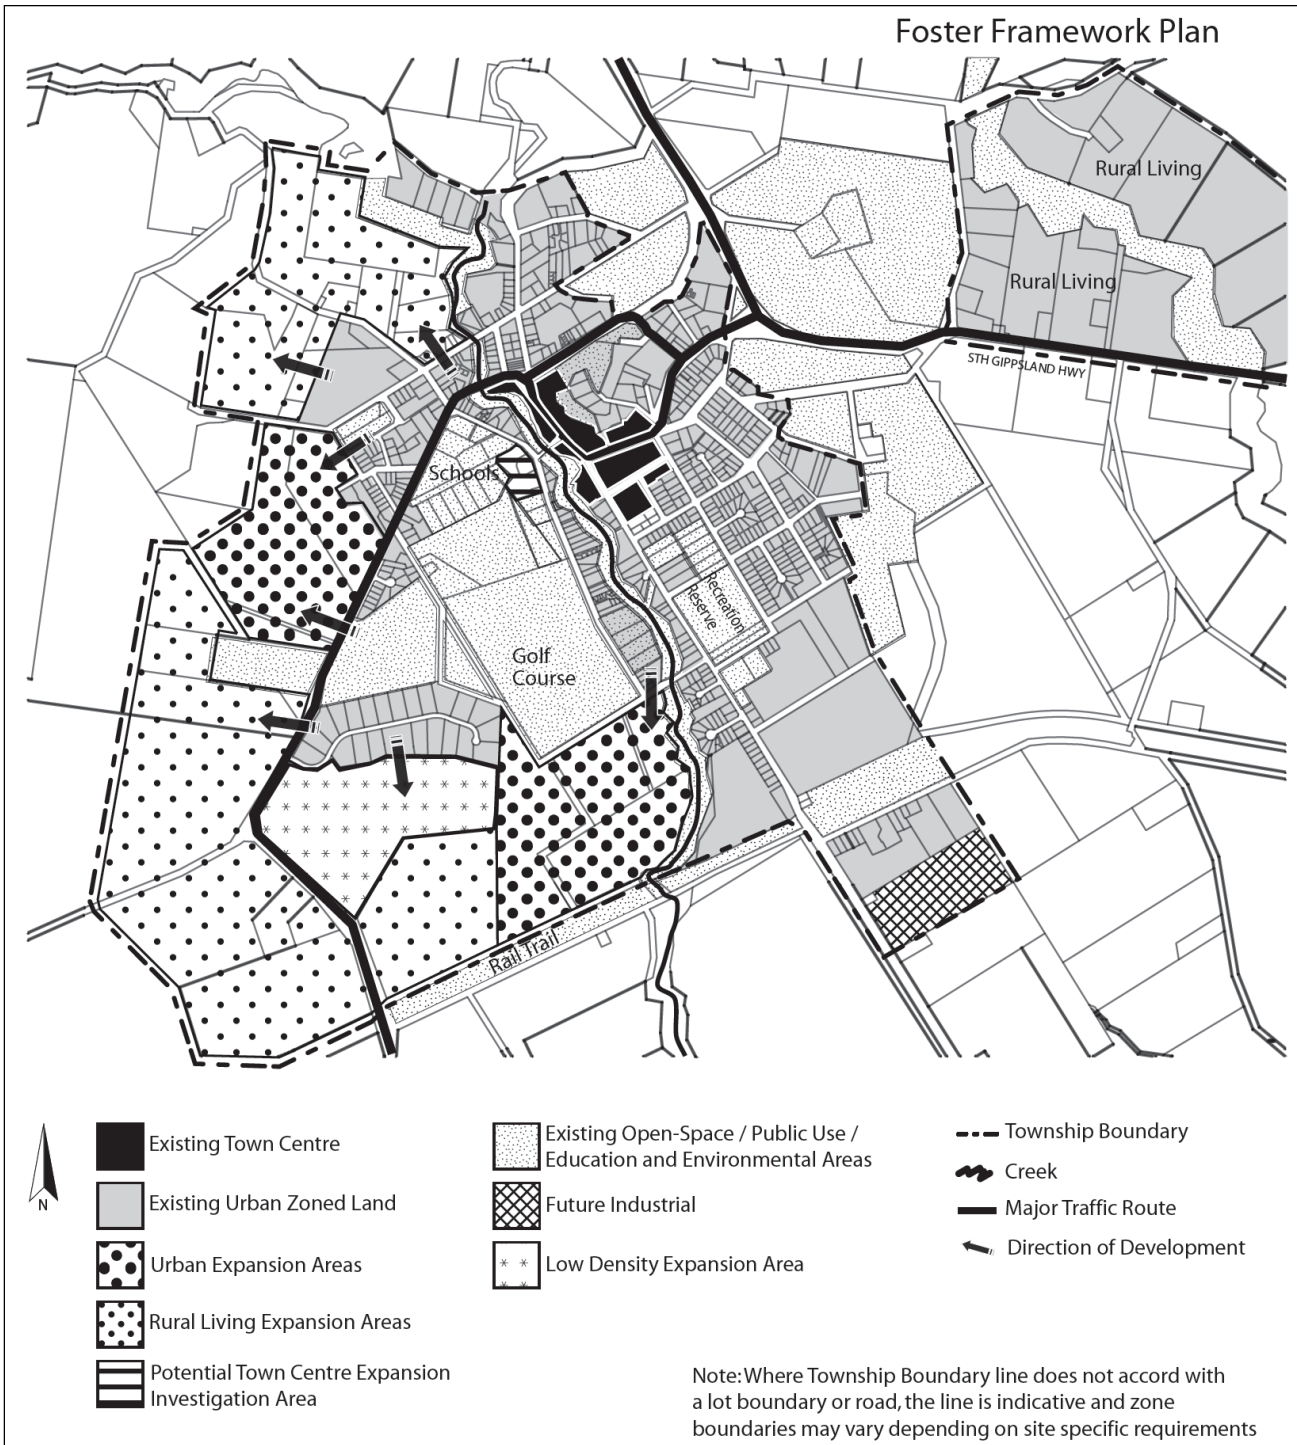 Foster Framework Plan
Rural Living
Rural Living
STH GIPPSLAND HWY
Schools
Recreation
Reserve
Golf
Course
Rail Trail
N
Existing Town Centre
Existing Urban Zoned Land
Urban Expansion Areas
Rural Living Expansion Areas
Potential Town Centre Expansion
Investigation Area
Existing Open-Space / Public Use /
Education and Environmental Areas
Future Industrial
Low Density Expansion Area
Township Boundary
Creek
Major Traffic Route
Direction of Development
Note: Where Township Boundary line does not accord with
a lot boundary or road, the line is indicative and zone
boundaries may vary depending on site specific requirements